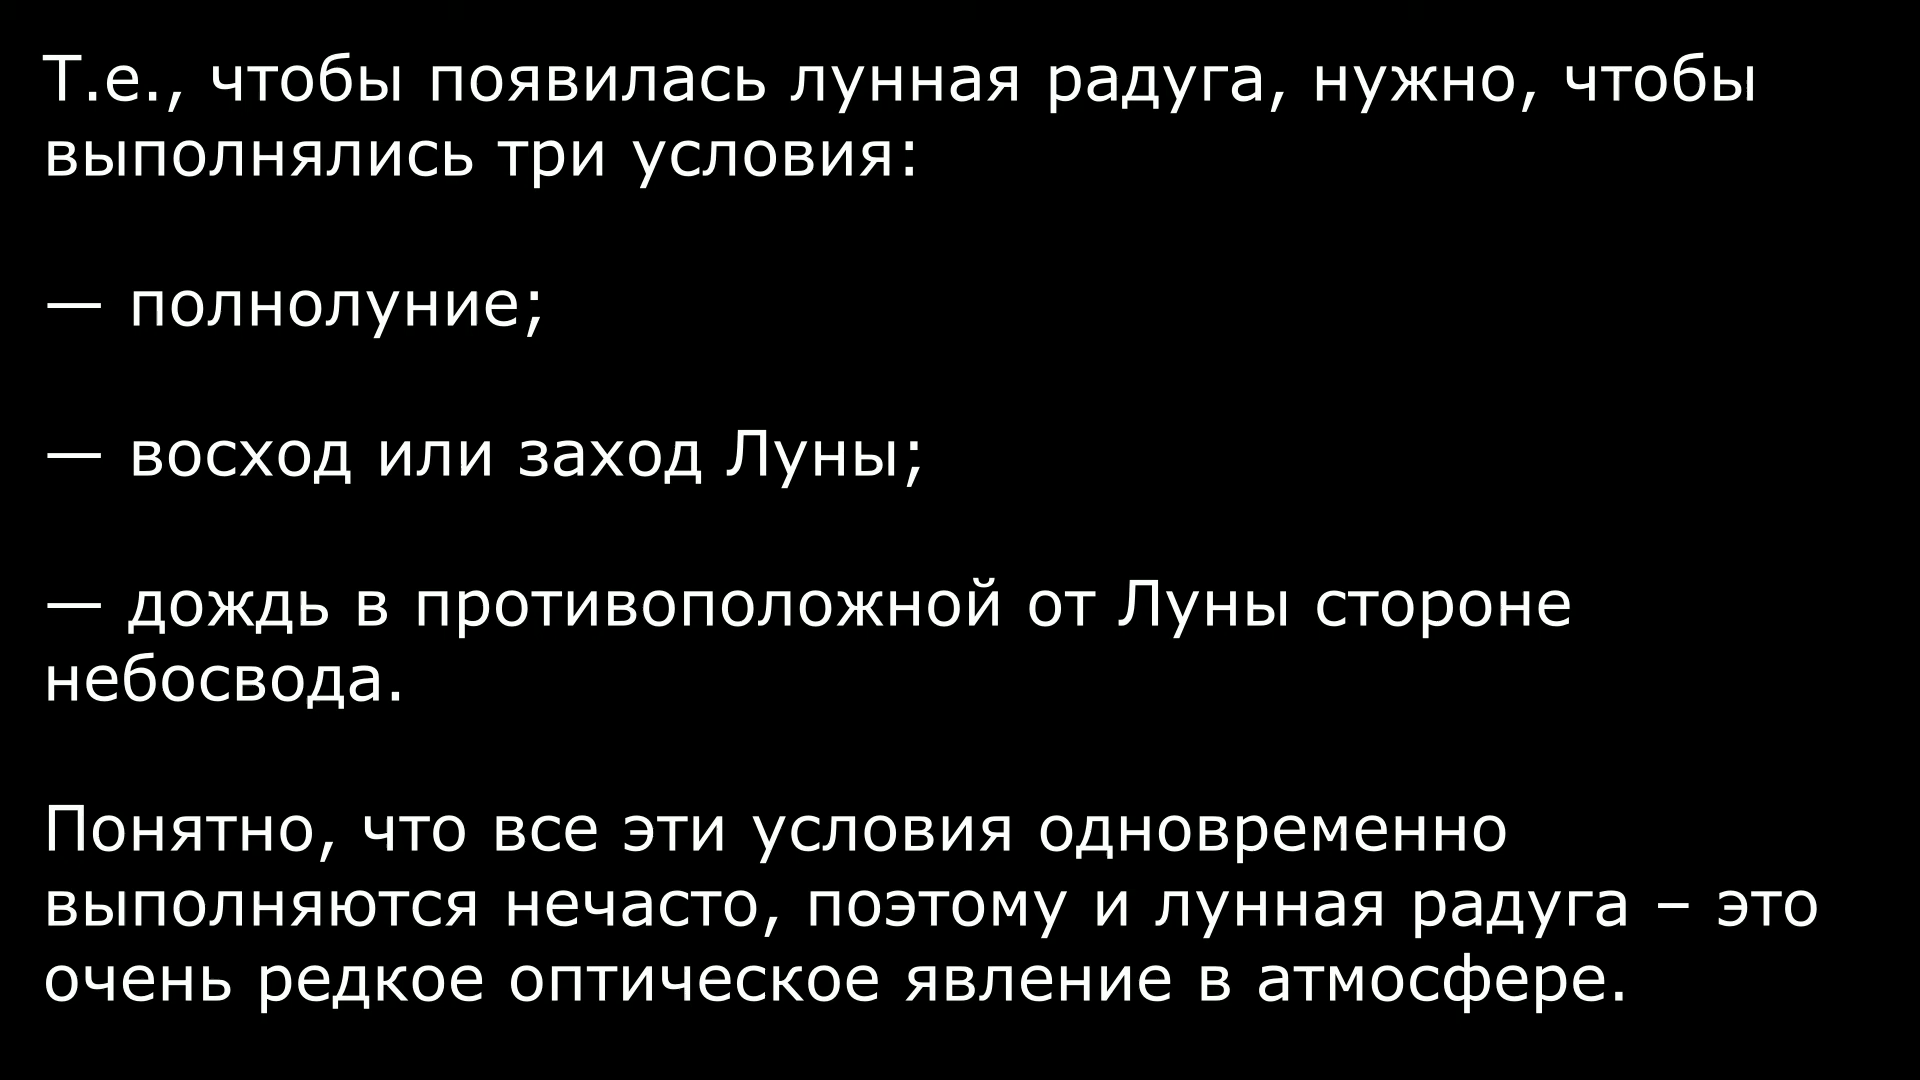 Т.е., чтобы появилась лунная радуга, нужно, чтобы
выполнялись три условия:
— полнолуние;
— восход или заход Луны;
— дождь в противоположной от Луны стороне
небосвода.
Понятно, что все эти условия одновременно
выполняются нечасто, поэтому и лунная радуга – это
очень редкое оптическое явление в атмосфере.